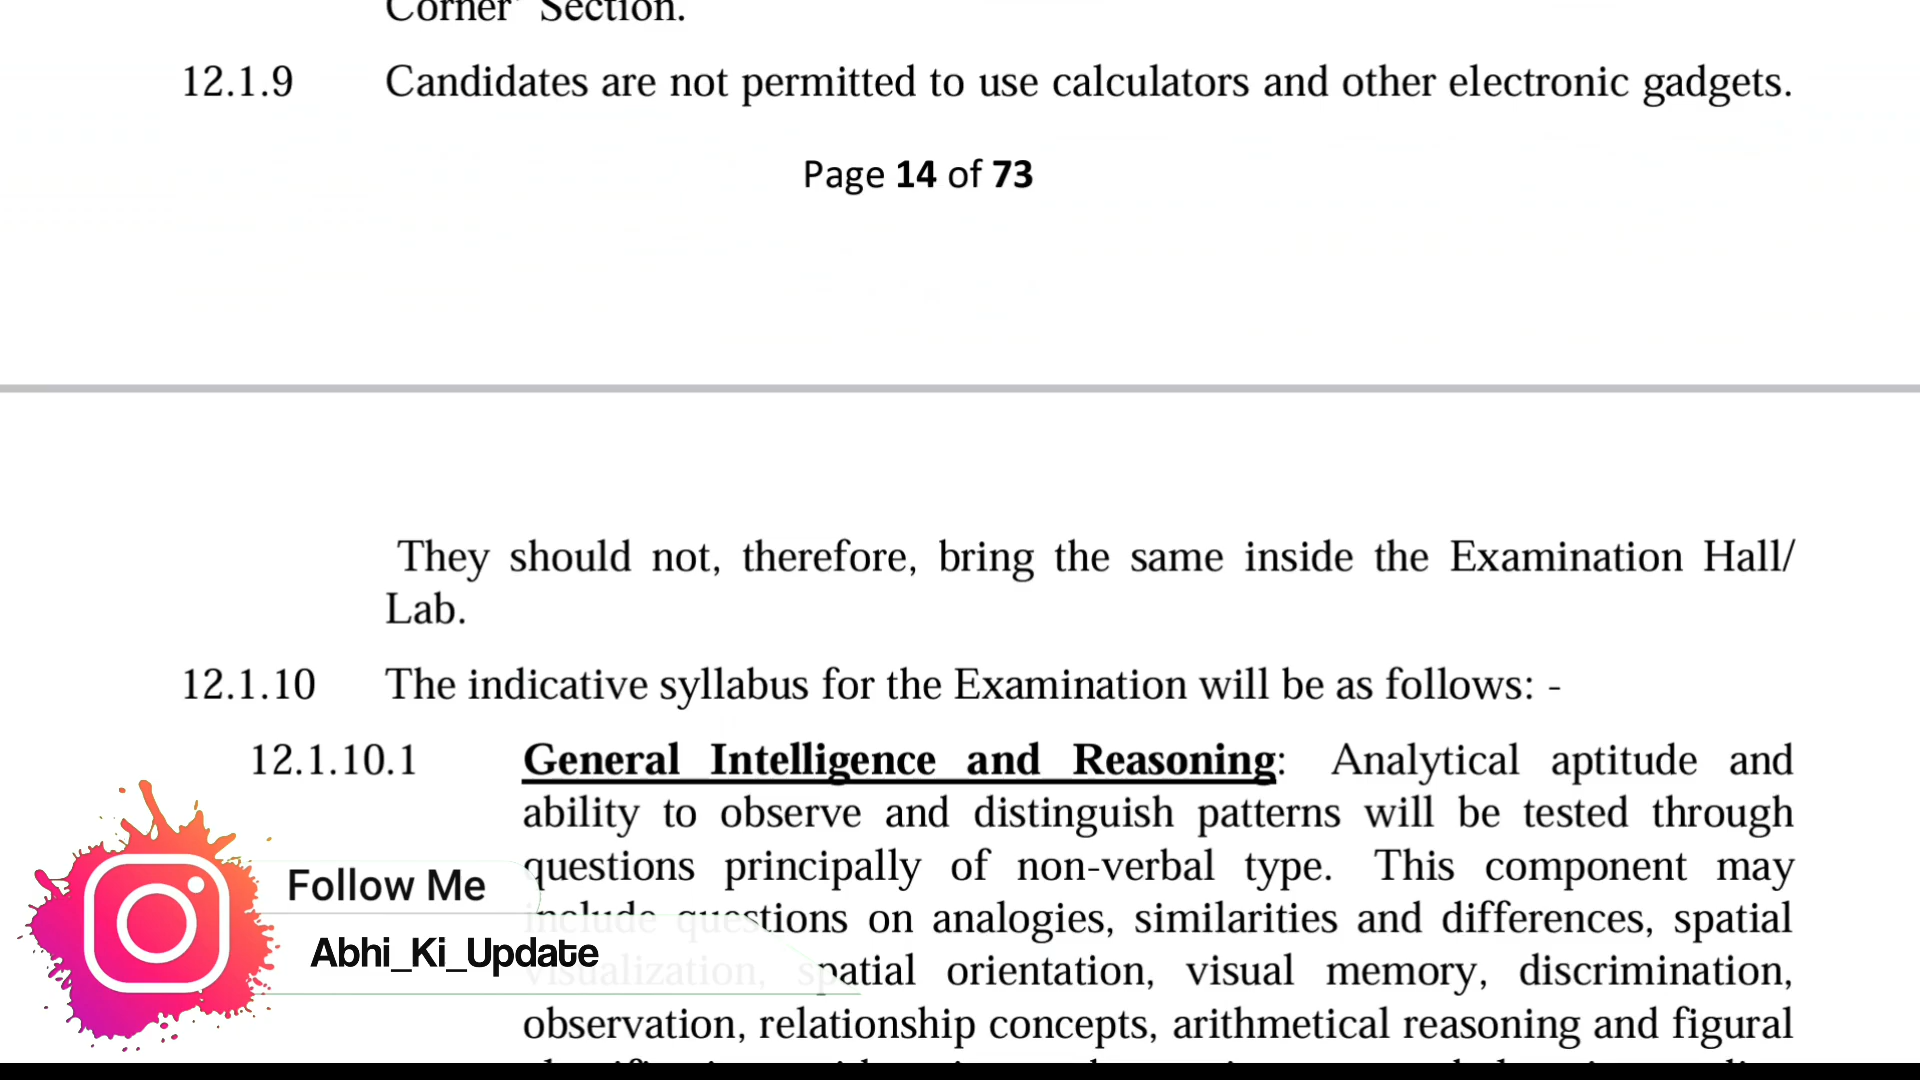 Corner' Section.
12.1.9 Candidates are not permitted to use calculators and other electronic gadgets.
Page 14 of 73
They should not, therefore, bring the same inside the Examination Hall/
Lab.
12.1.10 The indicative syllabus for the Examination will be as follows: -
12.1.10.1 General Intelligence and Reasoning: Analytical aptitude and
ability to observe and distinguish patterns will be tested through
questions principally of non-verbal type. This component may
include questions on analogies, similarities and differences, spatial
visualization, spatial orientation, visual memory, discrimination,
observation, relationship concepts, arithmetical reasoning and figural
Follow Me
Abhi_Ki_Update